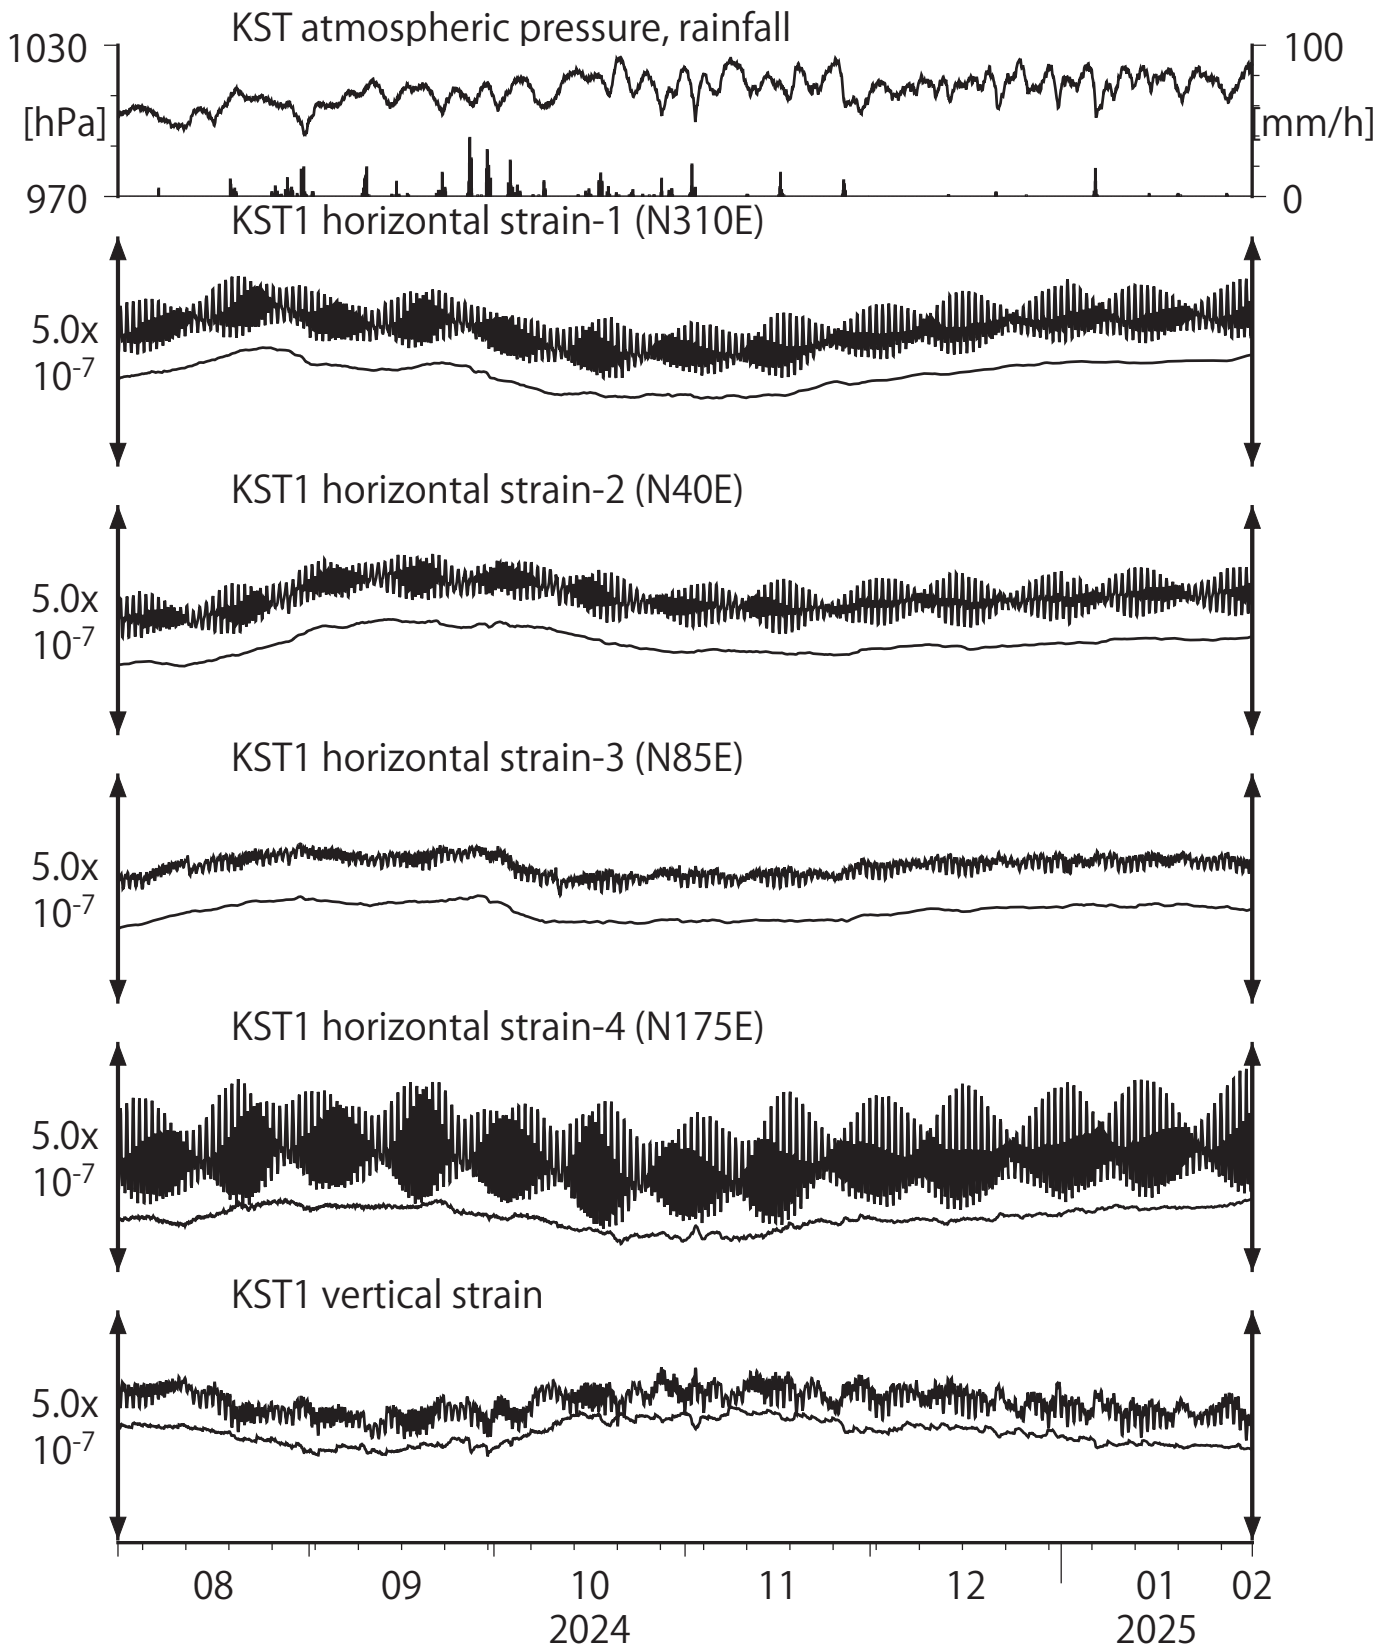 KST atmospheric pressure, rainfall
1030
100
[hPa]
[mm/h]
970
0
KST1 horizontal strain-1 (N310E)
5.0x
10⁻⁷
KST1 horizontal strain-2 (N40E)
5.0x
10⁻⁷
KST1 horizontal strain-3 (N85E)
5.0x
10⁻⁷
KST1 horizontal strain-4 (N175E)
5.0x
10⁻⁷
KST1 vertical strain
5.0x
10⁻⁷
08 09 10 11 12 01 02
2024 2025